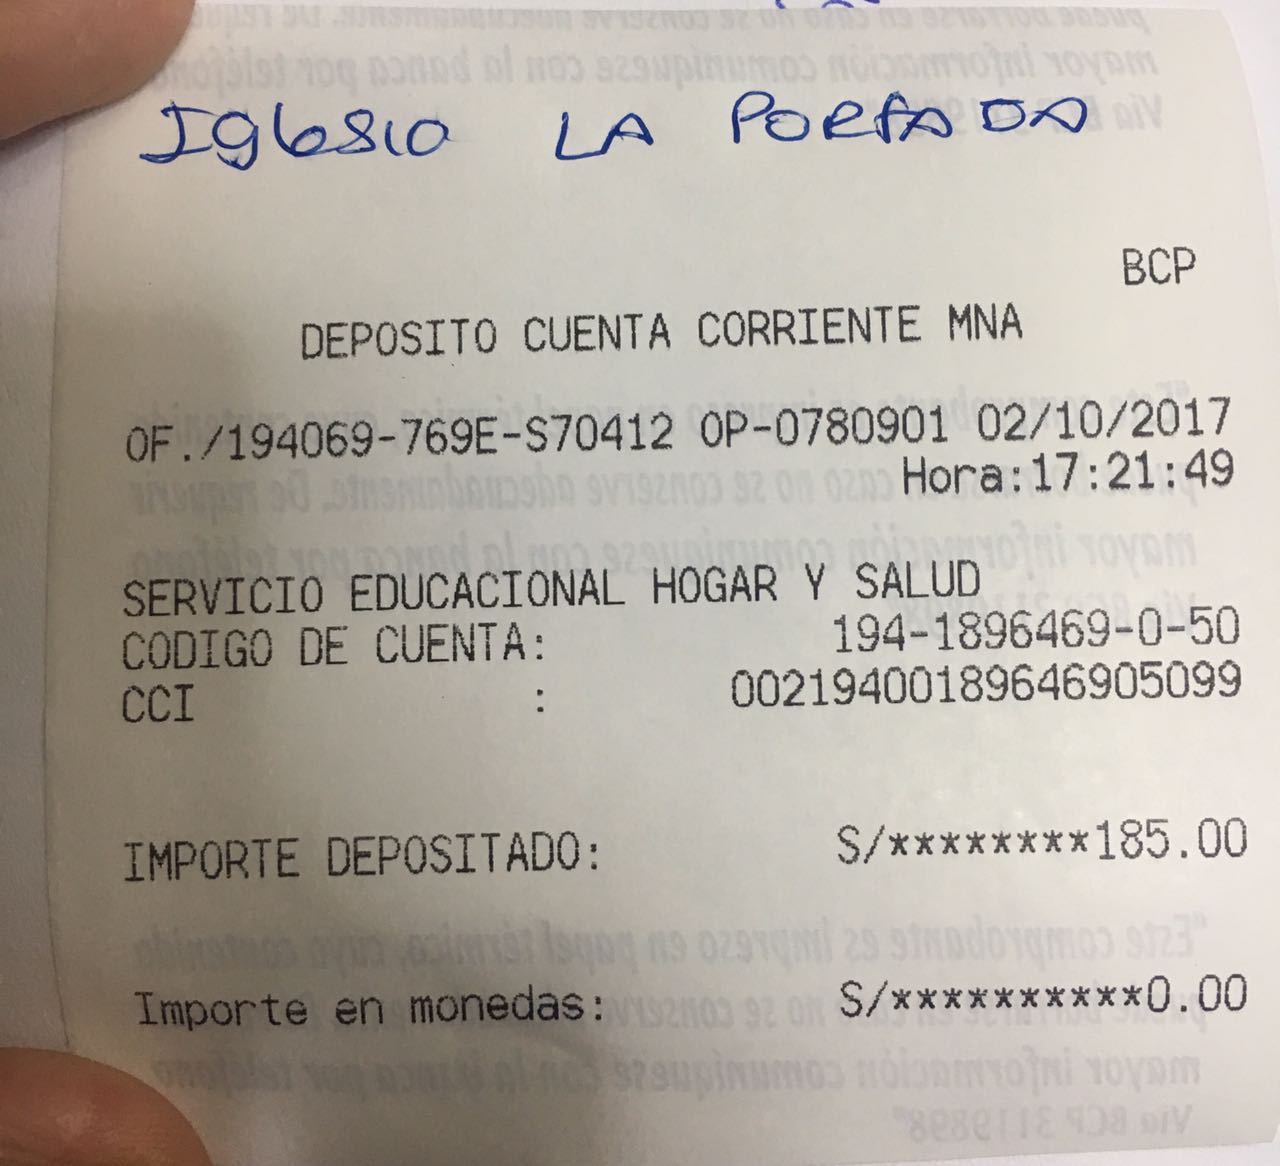 IGlesia LA PORTADA
BCP
DEPOSITO CUENTA CORRIENTE MNA
OF./194069-769E-S70412 OP-0780901 02/10/2017
Hora:17:21:49
SERVICIO EDUCACIONAL HOGAR Y SALUD
CODIGO DE CUENTA: 194-1896469-0-50
CCI : 00219400189646905099
IMPORTE DEPOSITADO: S/********185.00
Importe en monedas: S/**********0.00